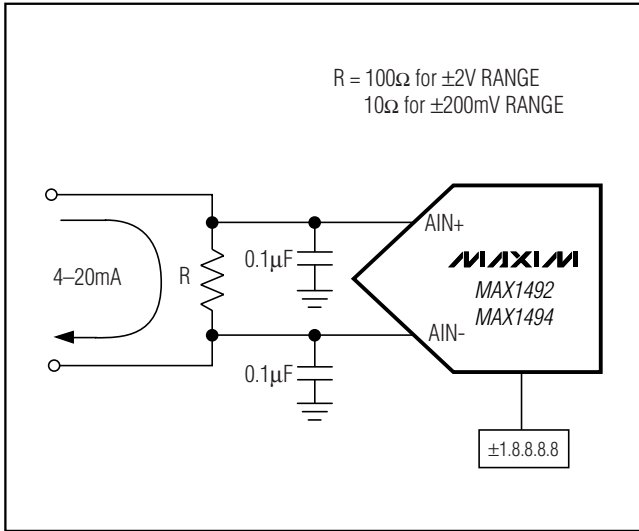 R = 100Ω for ±2V RANGE
10Ω for ±200mV RANGE
AIN+
0.1µF
MAXIM
4–20mA
R
MAX1492
MAX1494
AIN-
0.1µF
±1.8.8.8.8